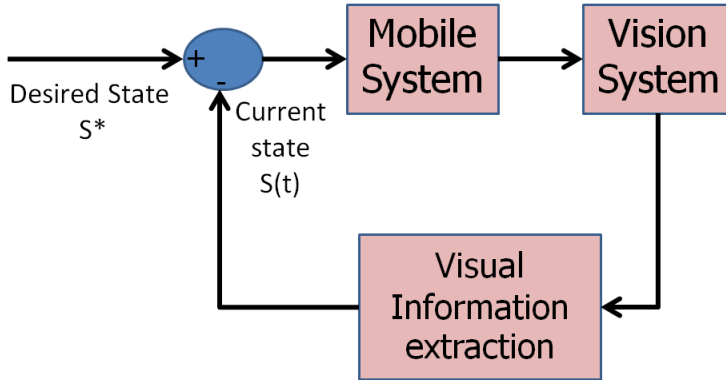 +
-
Desired State
S*
Current
state
S(t)
Mobile
System
Vision
System
Visual
Information
extraction